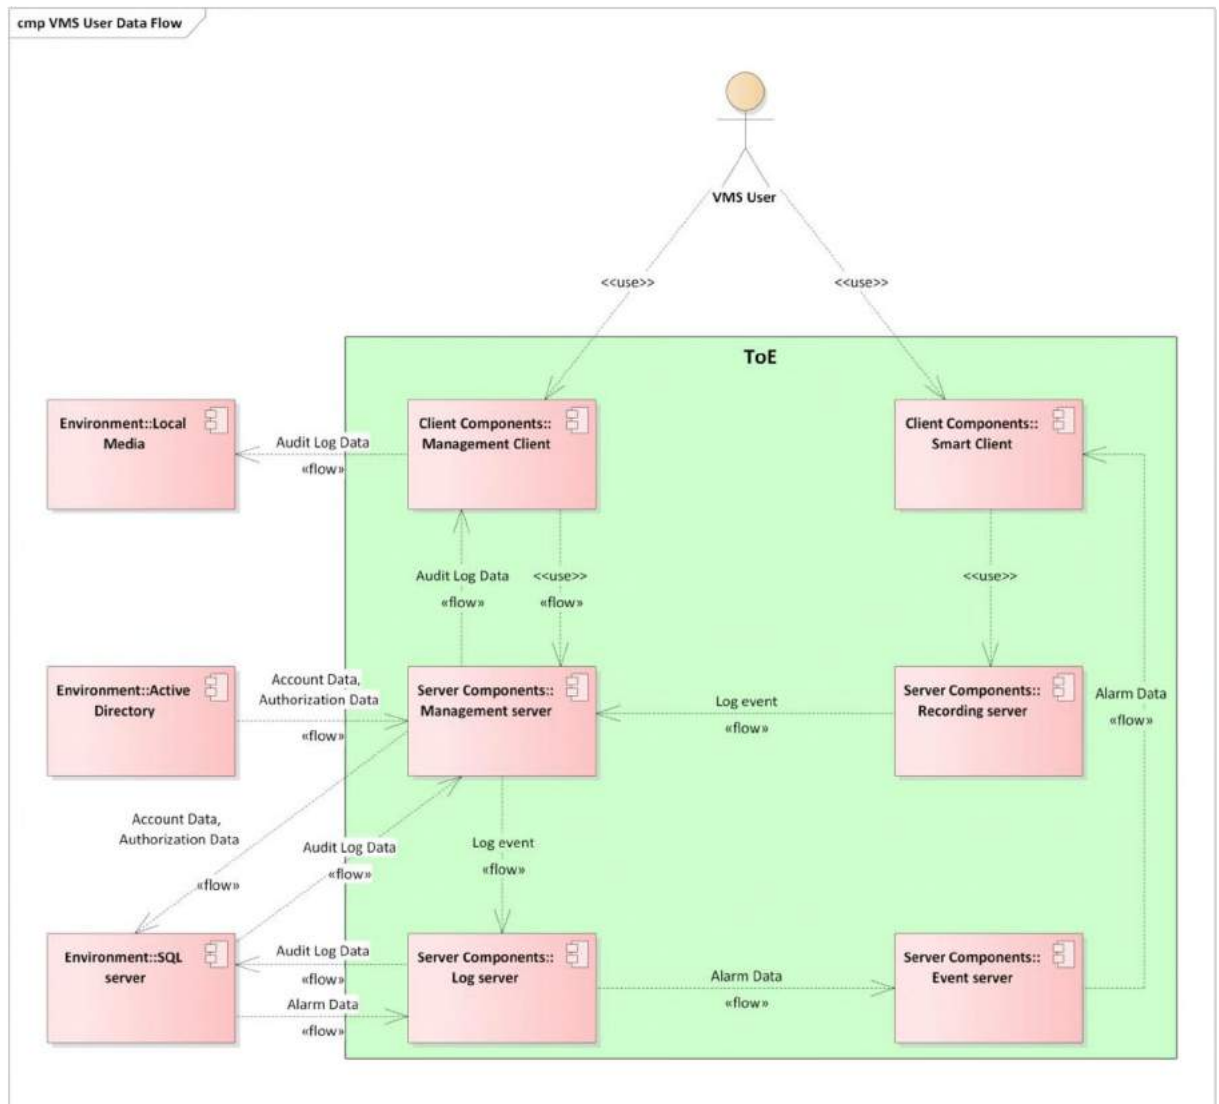 cmp VMS User Data Flow
VMS User
<<use>>
<<use>>
ToE
Environment::Local
Media
Audit Log Data
«flow»
Client Components::
Management Client
Client Components::
Smart Client
Audit Log Data
«flow»
<<use>>
«flow»
<<use>>
Environment::Active
Directory
Account Data,
Authorization Data
«flow»
Server Components::
Management server
Log event
«flow»
Server Components::
Recording server
Alarm Data
«flow»
Account Data,
Authorization Data
«flow»
Audit Log Data
«flow»
Log event
«flow»
Environment::SQL
server
Audit Log Data
«flow»
Alarm Data
«flow»
Server Components::
Log server
Alarm Data
«flow»
Server Components::
Event server